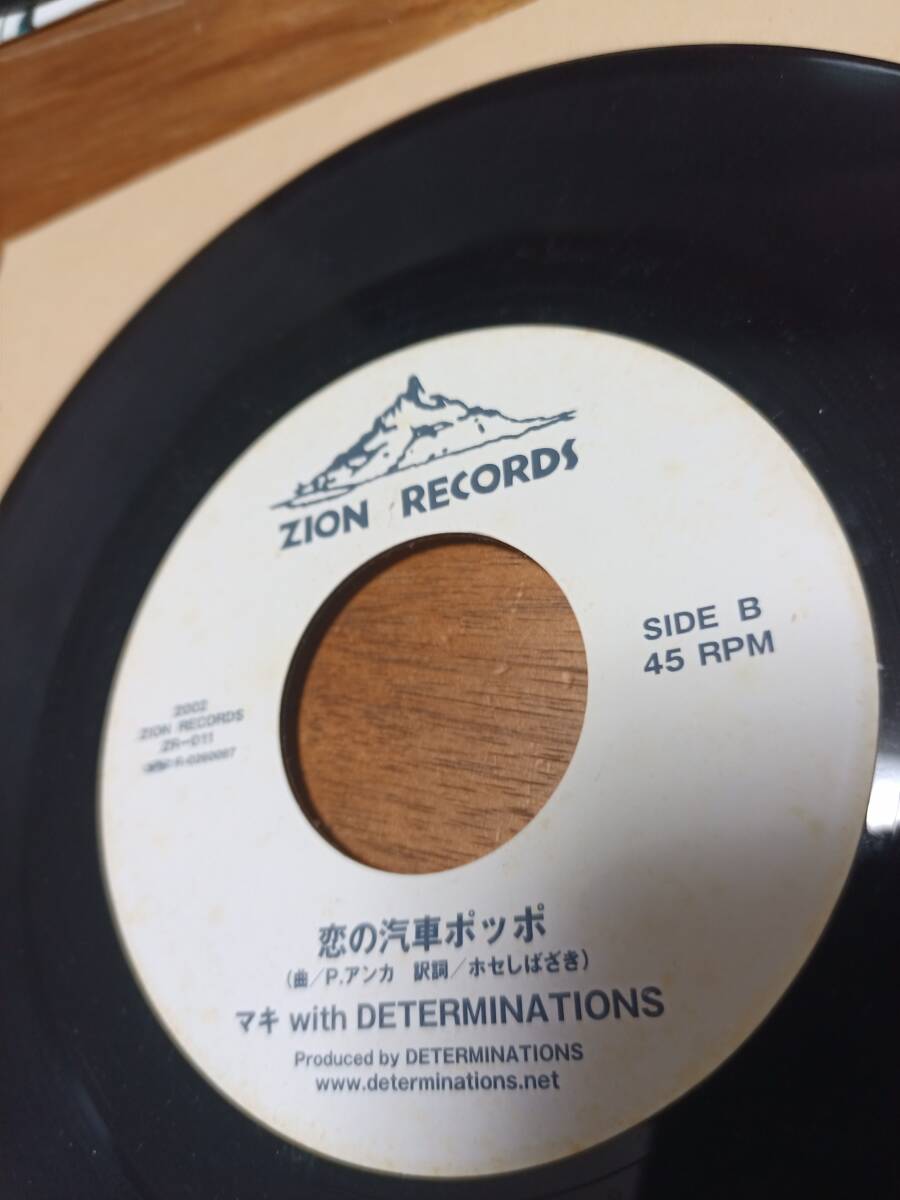 ZION RECORDS
SIDE B
45 RPM
2002
ZION RECORDS
ZR-011
恋の汽車ポッポ
(曲/P.アンカ 訳詞/ホセしばざき)
マキ with DETERMINATIONS
Produced by DETERMINATIONS
www.determinations.net